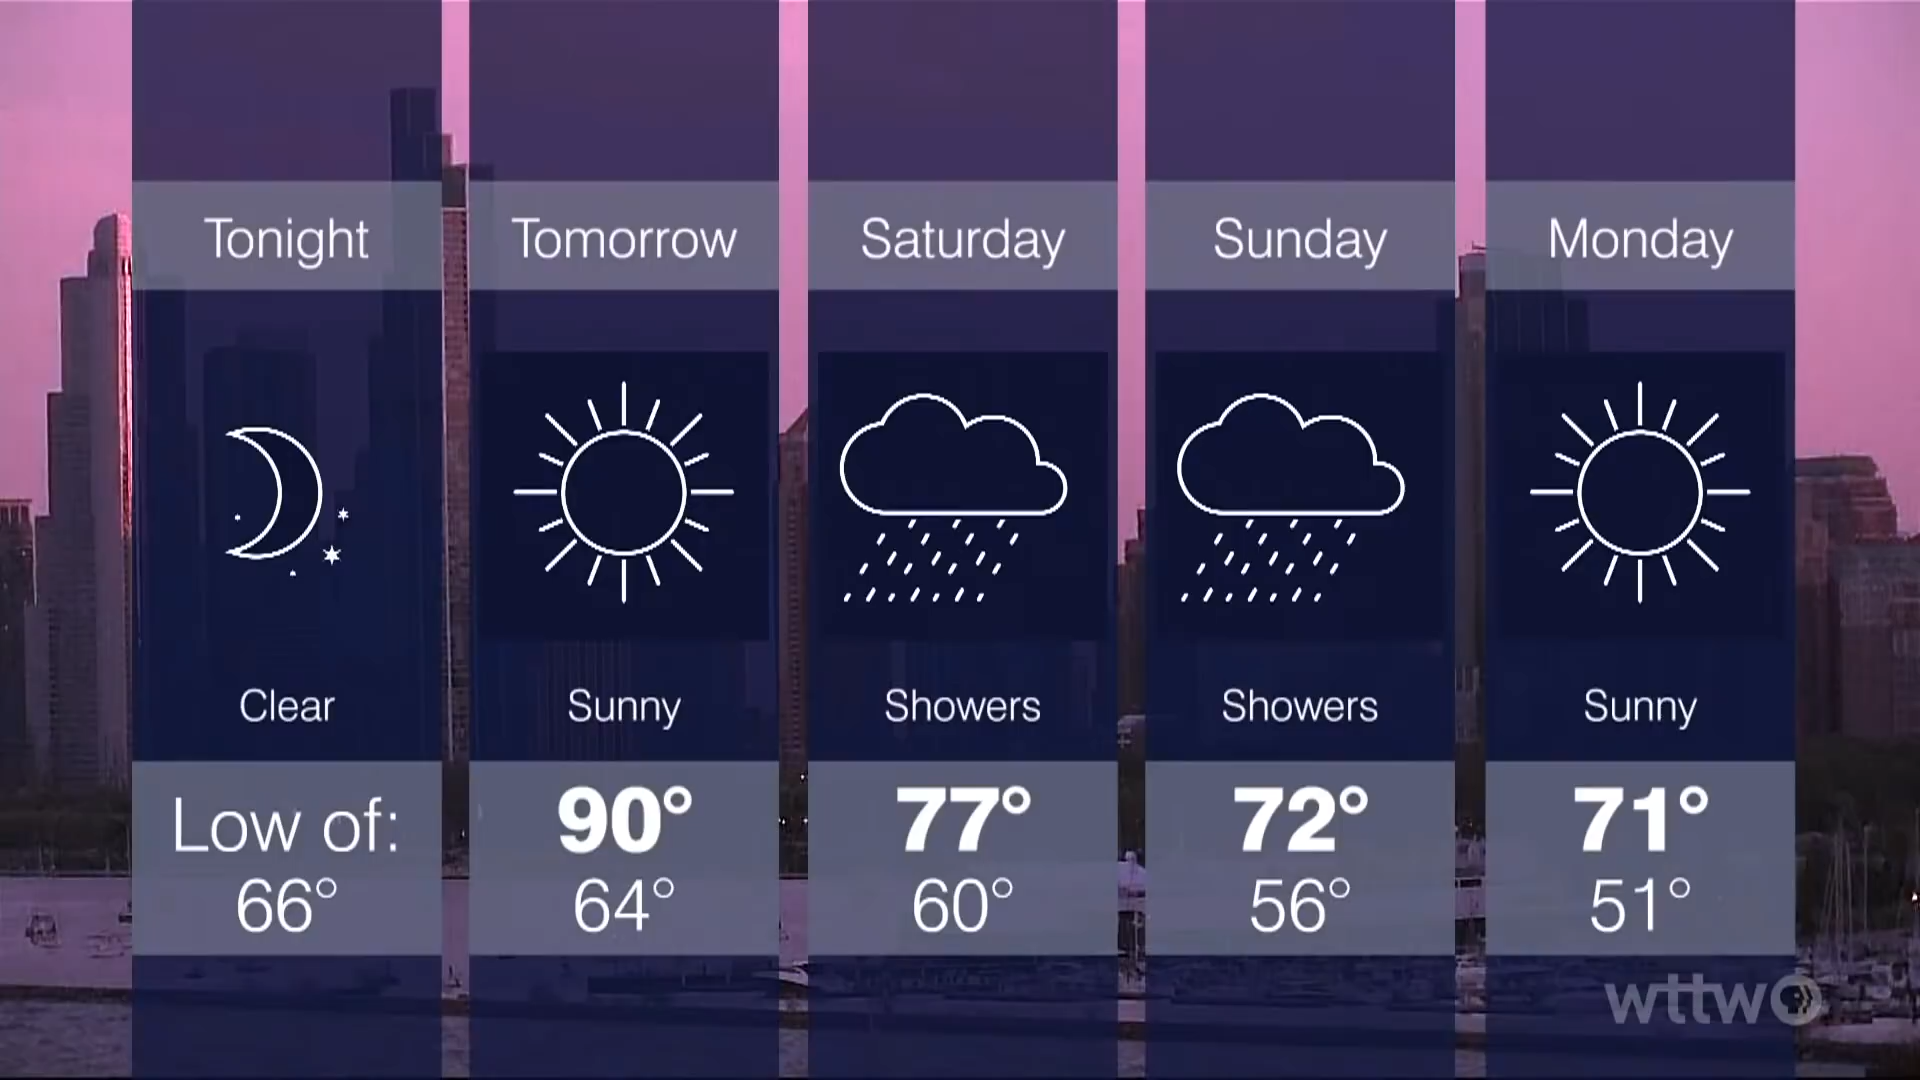 Tonight
Tomorrow
Saturday
Sunday
Monday
Clear
Sunny
Showers
Showers
Sunny
Low of:
66°
90°
64°
77°
60°
72°
56°
71°
51°
wttw